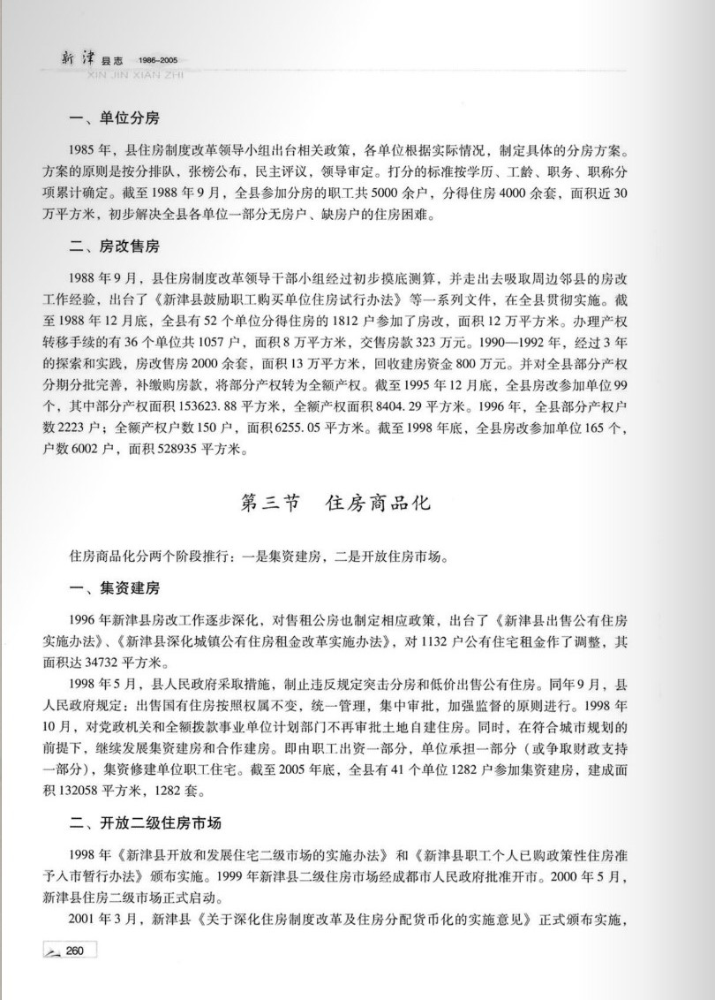 新津县志 1986-2005
XIN JIN XIAN ZHI
一、单位分房
1985 年，县住房制度改革领导小组出台相关政策，各单位根据实际情况，制定具体的分房方案。
方案的原则是按分排队，张榜公布，民主评议，领导审定。打分的标准按学历、工龄、职务、职称分
项累计确定。截至 1988 年 9 月，全县参加分房的职工共 5000 余户，分得住房 4000 余套，面积近 30
万平方米，初步解决全县各单位一部分无房户、缺房户的住房困难。
二、房改售房
1988 年 9 月，县住房制度改革领导干部小组经过初步摸底测算，并走出去吸取周边邻县的房改
工作经验，出台了《新津县鼓励职工购买单位住房试行办法》等一系列文件，在全县贯彻实施。截
至 1988 年 12 月底，全县有 52 个单位分得住房的 1812 户参加了房改，面积 12 万平方米。办理产权
转移手续的有 36 个单位共 1057 户，面积 8 万平方米，交售房款 323 万元。1990—1992 年，经过 3 年
的探索和实践，房改售房 2000 余套，面积 13 万平方米，回收建房资金 800 万元。并对全县部分产权
分期分批完善，补缴购房款，将部分产权转为全额产权。截至 1995 年 12 月底，全县房改参加单位 99
个，其中部分产权面积 153623.88 平方米，全额产权面积 8404.29 平方米。1996 年，全县部分产权户
数 2223 户；全额产权户数 150 户，面积 6255.05 平方米。截至 1998 年底，全县房改参加单位 165 个，
户数 6002 户，面积 528935 平方米。
第三节 住房商品化
住房商品化分两个阶段推行：一是集资建房，二是开放住房市场。
一、集资建房
1996 年新津县房改工作逐步深化，对售租公房也制定相应政策，出台了《新津县出售公有住房
实施办法》、《新津县深化城镇公有住房租金改革实施办法》，对 1132 户公有住宅租金作了调整，其
面积达 34732 平方米。
1998 年 5 月，县人民政府采取措施，制止违反规定突击分房和低价出售公有住房。同年 9 月，县
人民政府规定：出售国有住房按照权属不变，统一管理，集中审批，加强监督的原则进行。1998 年
10 月，对党政机关和全额拨款事业单位计划部门不再审批土地自建住房。同时，在符合城市规划的
前提下，继续发展集资建房和合作建房。即由职工出资一部分，单位承担一部分（或争取财政支持
一部分），集资修建单位职工住宅。截至 2005 年底，全县有 41 个单位 1282 户参加集资建房，建成面
积 132058 平方米，1282 套。
二、开放二级住房市场
1998 年《新津县开放和发展住宅二级市场的实施办法》和《新津县职工个人已购政策性住房准
予入市暂行办法》颁布实施。1999 年新津县二级住房市场经成都市人民政府批准开市。2000 年 5 月，
新津县住房二级市场正式启动。
2001 年 3 月，新津县《关于深化住房制度改革及住房分配货币化的实施意见》正式颁布实施，
260